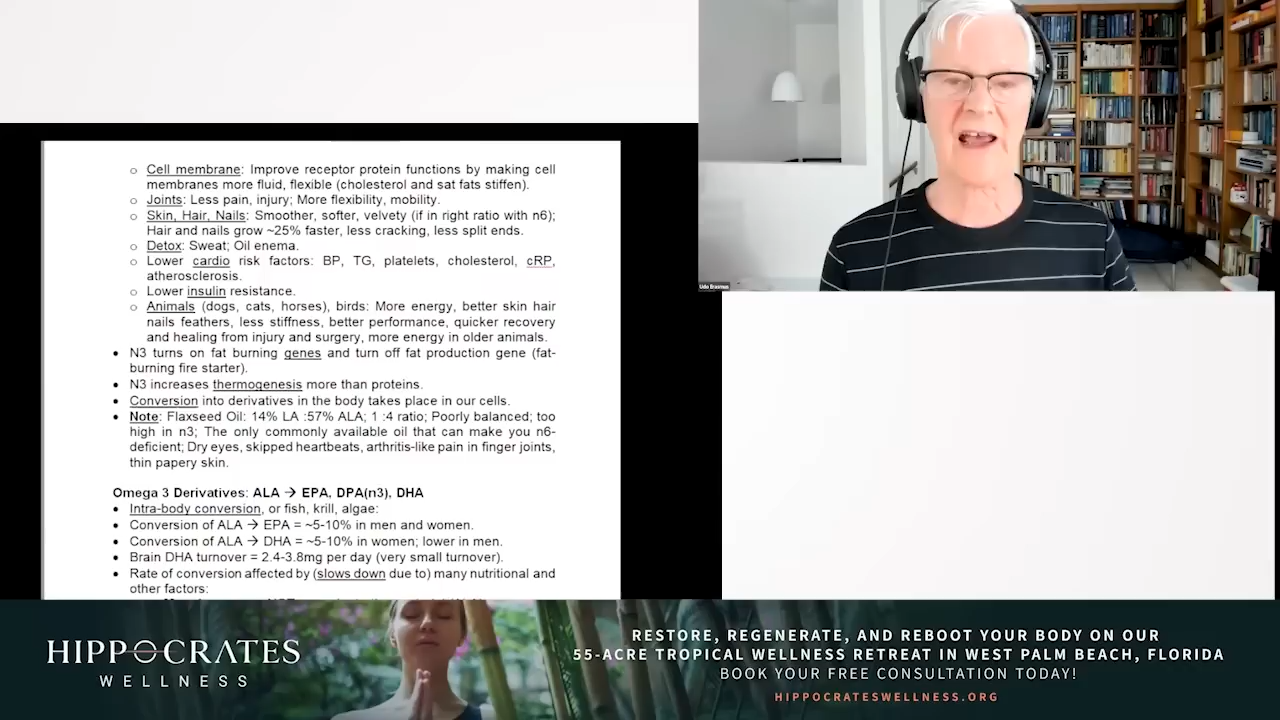 ○ Cell membrane: Improve receptor protein functions by making cell
membranes more fluid, flexible (cholesterol and sat fats stiffen).
○ Joints: Less pain, injury; More flexibility, mobility.
○ Skin, Hair, Nails: Smoother, softer, velvety (if in right ratio with n6);
Hair and nails grow ~25% faster, less cracking, less split ends.
○ Detox: Sweat; Oil enema.
○ Lower cardio risk factors: BP, TG, platelets, cholesterol, cRP,
atherosclerosis.
○ Lower insulin resistance.
○ Animals (dogs, cats, horses), birds: More energy, better skin hair
nails feathers, less stiffness, better performance, quicker recovery
and healing from injury and surgery, more energy in older animals.
• N3 turns on fat burning genes and turn off fat production gene (fat-
burning fire starter).
• N3 increases thermogenesis more than proteins.
• Conversion into derivatives in the body takes place in our cells.
• Note: Flaxseed Oil: 14% LA :57% ALA; 1 :4 ratio; Poorly balanced; too
high in n3; The only commonly available oil that can make you n6-
deficient; Dry eyes, skipped heartbeats, arthritis-like pain in finger joints,
thin papery skin.
Omega 3 Derivatives: ALA → EPA, DPA(n3), DHA
• Intra-body conversion, or fish, krill, algae:
• Conversion of ALA → EPA = ~5-10% in men and women.
• Conversion of ALA → DHA = ~5-10% in women; lower in men.
• Brain DHA turnover = 2.4-3.8mg per day (very small turnover).
• Rate of conversion affected by (slows down due to) many nutritional and
other factors:
Udo Erasmus
HIPPOCRATES
WELLNESS
RESTORE, REGENERATE, AND REBOOT YOUR BODY ON OUR
55-ACRE TROPICAL WELLNESS RETREAT IN WEST PALM BEACH, FLORIDA
BOOK YOUR FREE CONSULTATION TODAY!
HIPPOCRATESWELLNESS.ORG